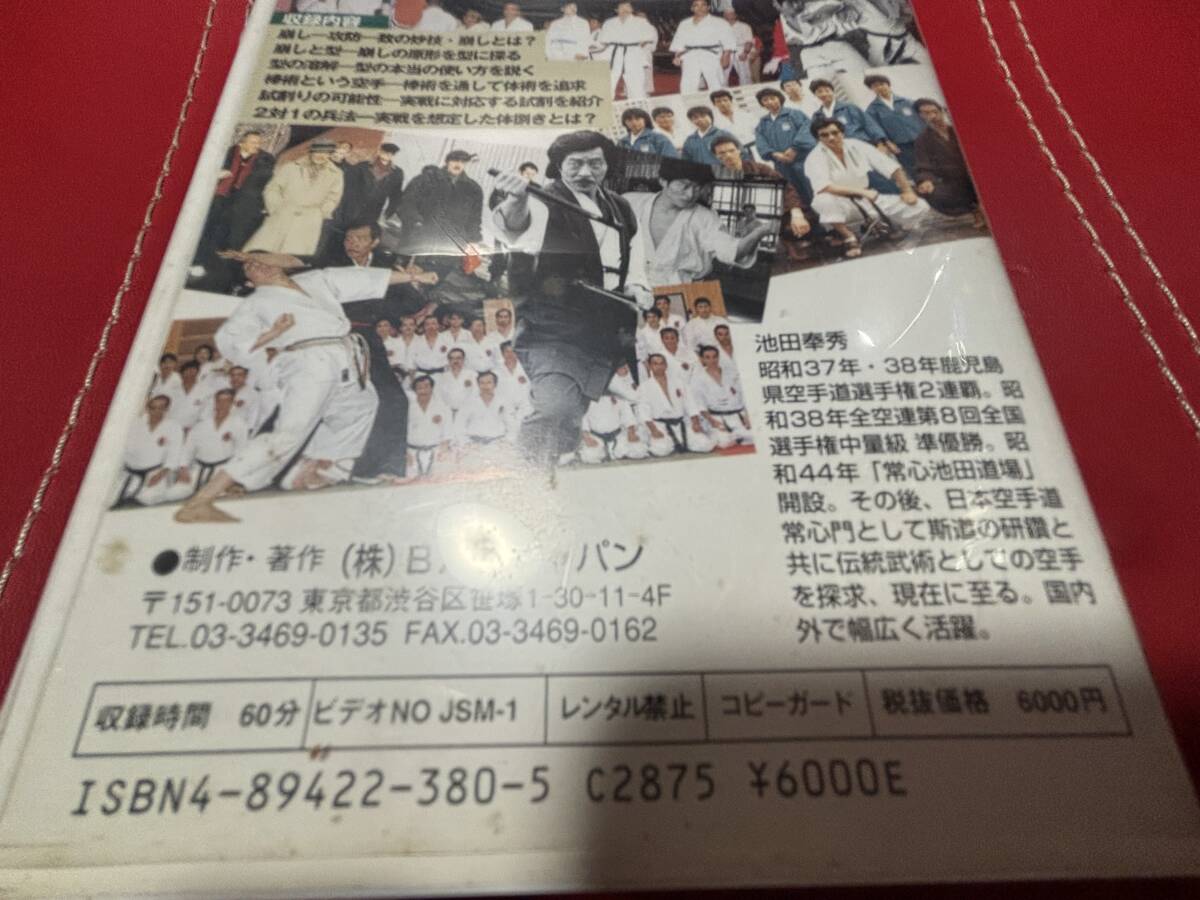 収録内容
崩し―攻防一致の妙技・崩しとは?
崩しと型―崩しの原形を型に探る
型の溶解―型の本当の使い方を説く
棒術という空手―棒術を通して体術を追求
試割りの可能性―実戦に対応する試割を紹介
2対1の兵法―実戦を想定した体捌きとは?
池田奉秀
昭和37年・38年鹿児島
県空手道選手権2連覇。昭
和38年全空連第8回全国
選手権中量級 準優勝。昭
和44年「常心池田道場」
開設。その後、日本空手道
常心門として斯道の研鑽と
共に伝統武術としての空手
を探求、現在に至る。国内
外で幅広く活躍。
●制作・著作 (株)B パン
〒151-0073 東京都渋谷区笹塚1-30-11-4F
TEL.03-3469-0135 FAX.03-3469-0162
収録時間 60分 ビデオNO JSM-1 レンタル禁止 コピーガード 税抜価格 6000円
ISBN4-89422-380-5 C2875 ¥6000E